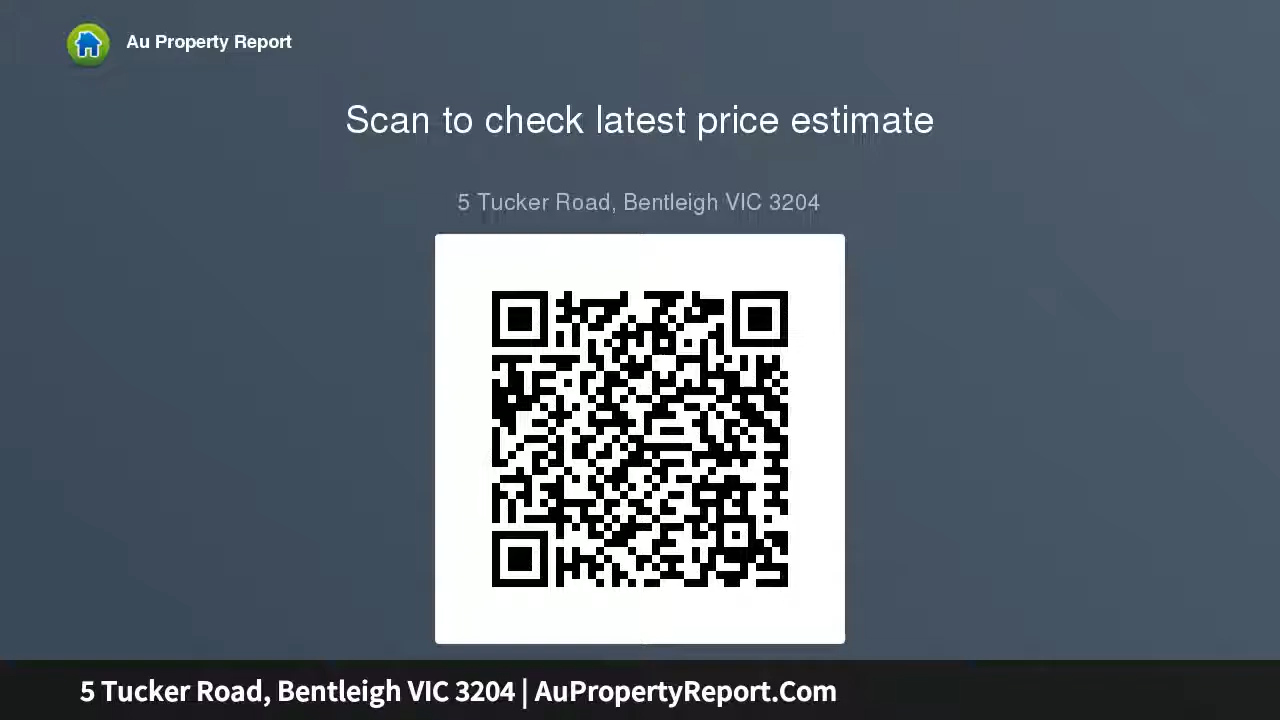 Au Property Report
Scan to check latest price estimate
5 Tucker Road, Bentleigh VIC 3204
5 Tucker Road, Bentleigh VIC 3204 | AuPropertyReport.Com